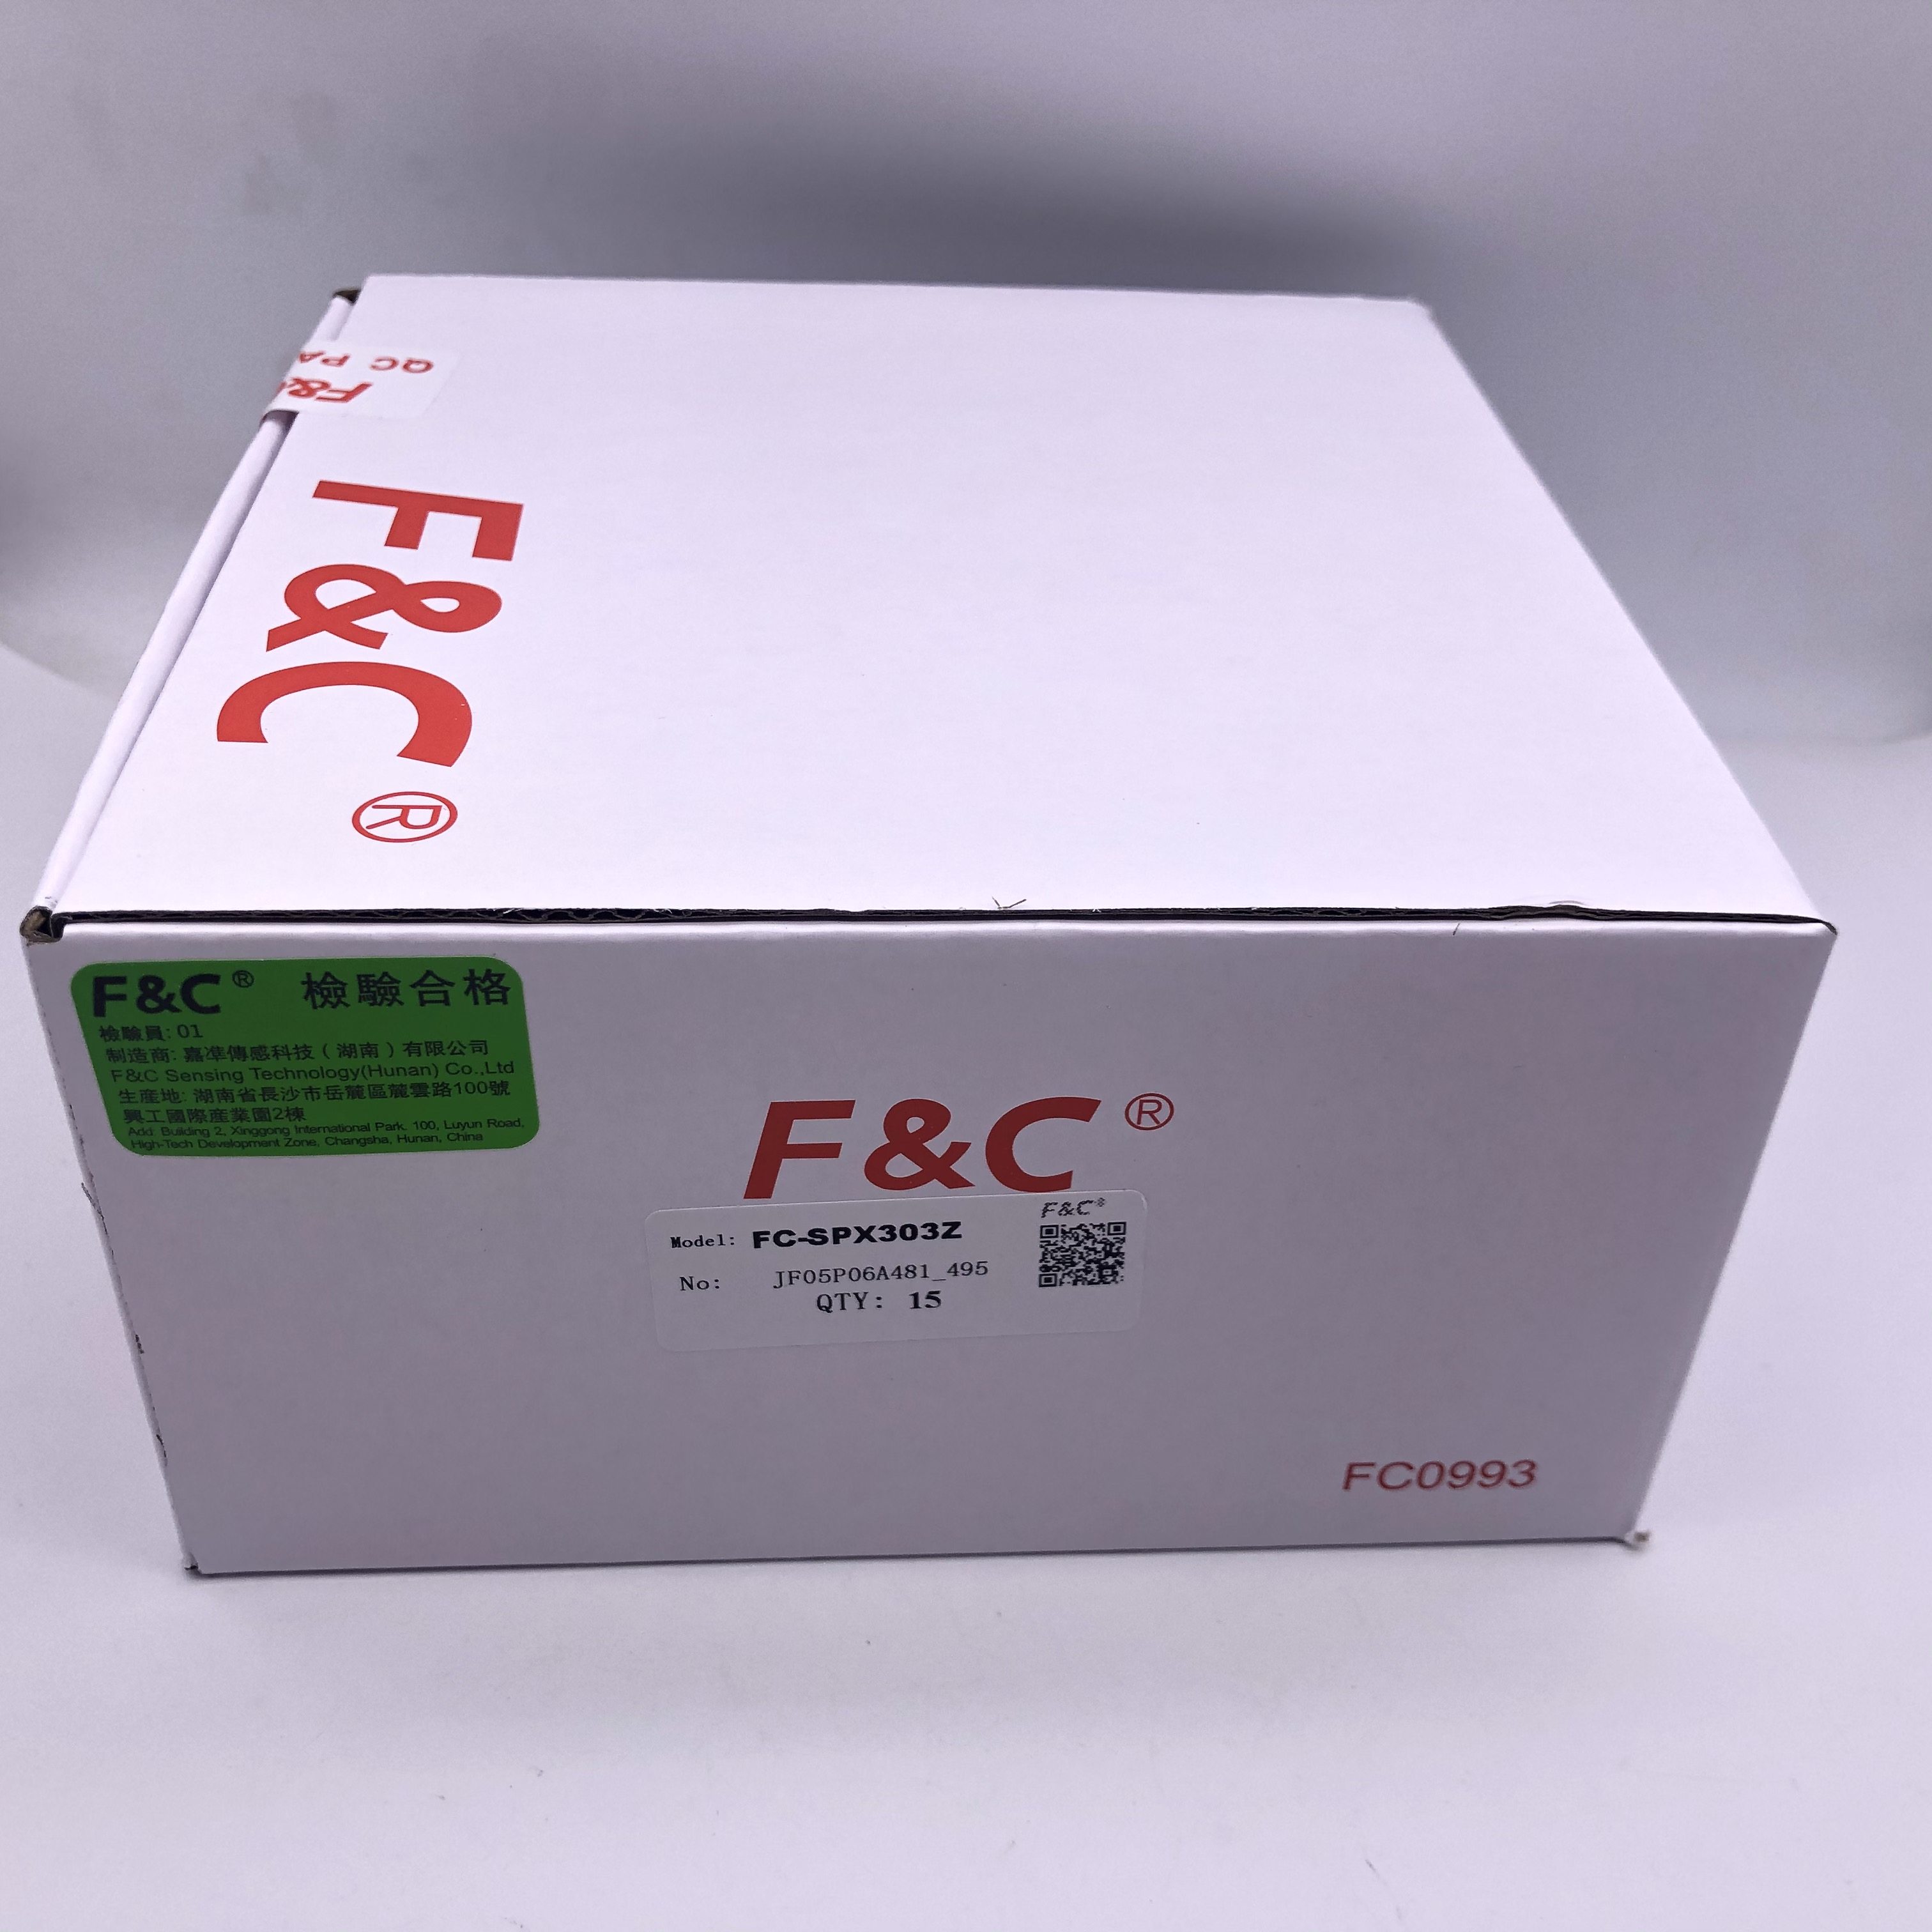 QC PA
F&
F&C®
F&C® 檢驗合格
檢驗員: 01
制造商: 嘉準傳感科技（湖南）有限公司
F&C Sensing Technology(Hunan) Co.,Ltd
生産地: 湖南省長沙市岳麓區麓雲路100號
興工國際産業園2棟
Add: Building 2, Xinggong International Park, 100, Luyun Road,
High-Tech Development Zone, Changsha, Hunan, China
F&C®
F&C®
Model: FC-SPX303Z
No: JF05P06A481_495
QTY: 15
FC0993